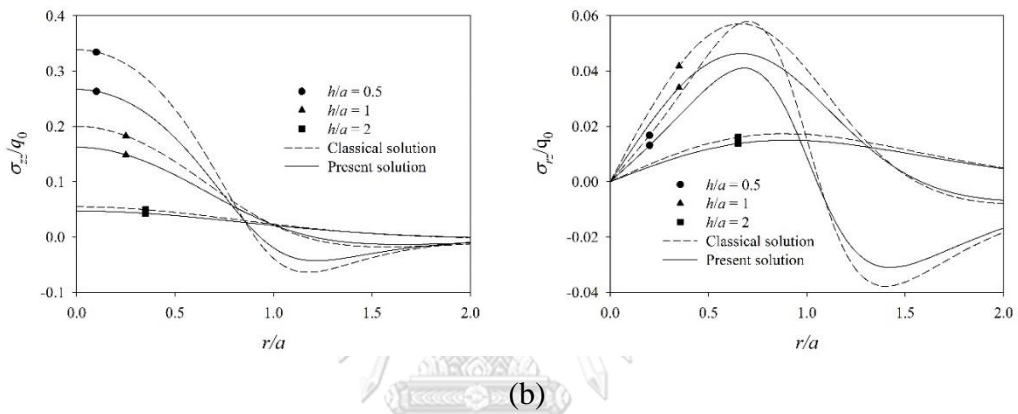 0.4
0.3
0.2
0.1
0.0
-0.1
σzz/q0
h/a = 0.5
h/a = 1
h/a = 2
Classical solution
Present solution
0.0
0.5
1.0
1.5
2.0
r/a
0.06
0.04
0.02
0.00
-0.02
-0.04
σrz/q0
h/a = 0.5
h/a = 1
h/a = 2
Classical solution
Present solution
0.0
0.5
1.0
1.5
2.0
r/a
(b)